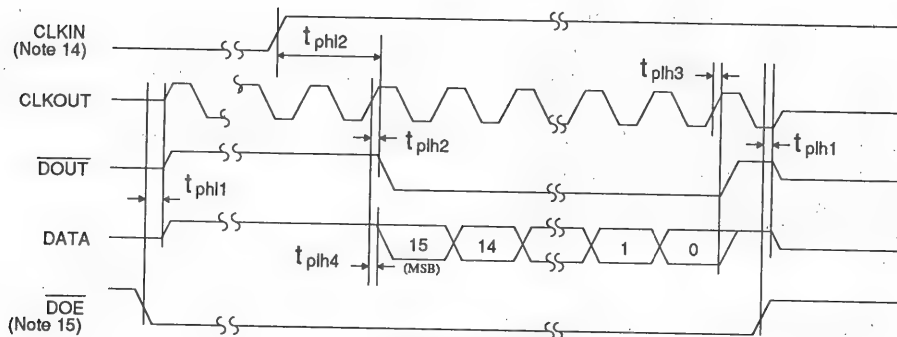 CLKIN
(Note 14)
t phl2
t plh3
CLKOUT
t plh2
t plh1
DOUT
t phl1
DATA
15 14 1 0
(MSB)
t plh4
DOE
(Note 15)